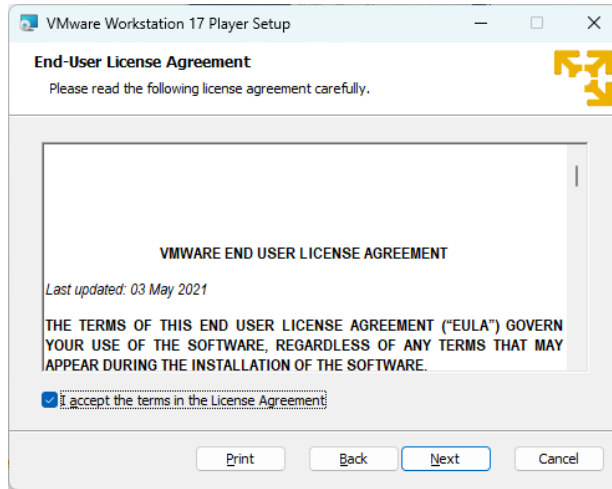 VMware Workstation 17 Player Setup
End-User License Agreement
Please read the following license agreement carefully.
VMWARE END USER LICENSE AGREEMENT
Last updated: 03 May 2021
THE TERMS OF THIS END USER LICENSE AGREEMENT (“EULA”) GOVERN
YOUR USE OF THE SOFTWARE, REGARDLESS OF ANY TERMS THAT MAY
APPEAR DURING THE INSTALLATION OF THE SOFTWARE.
I accept the terms in the License Agreement
Print Back Next Cancel